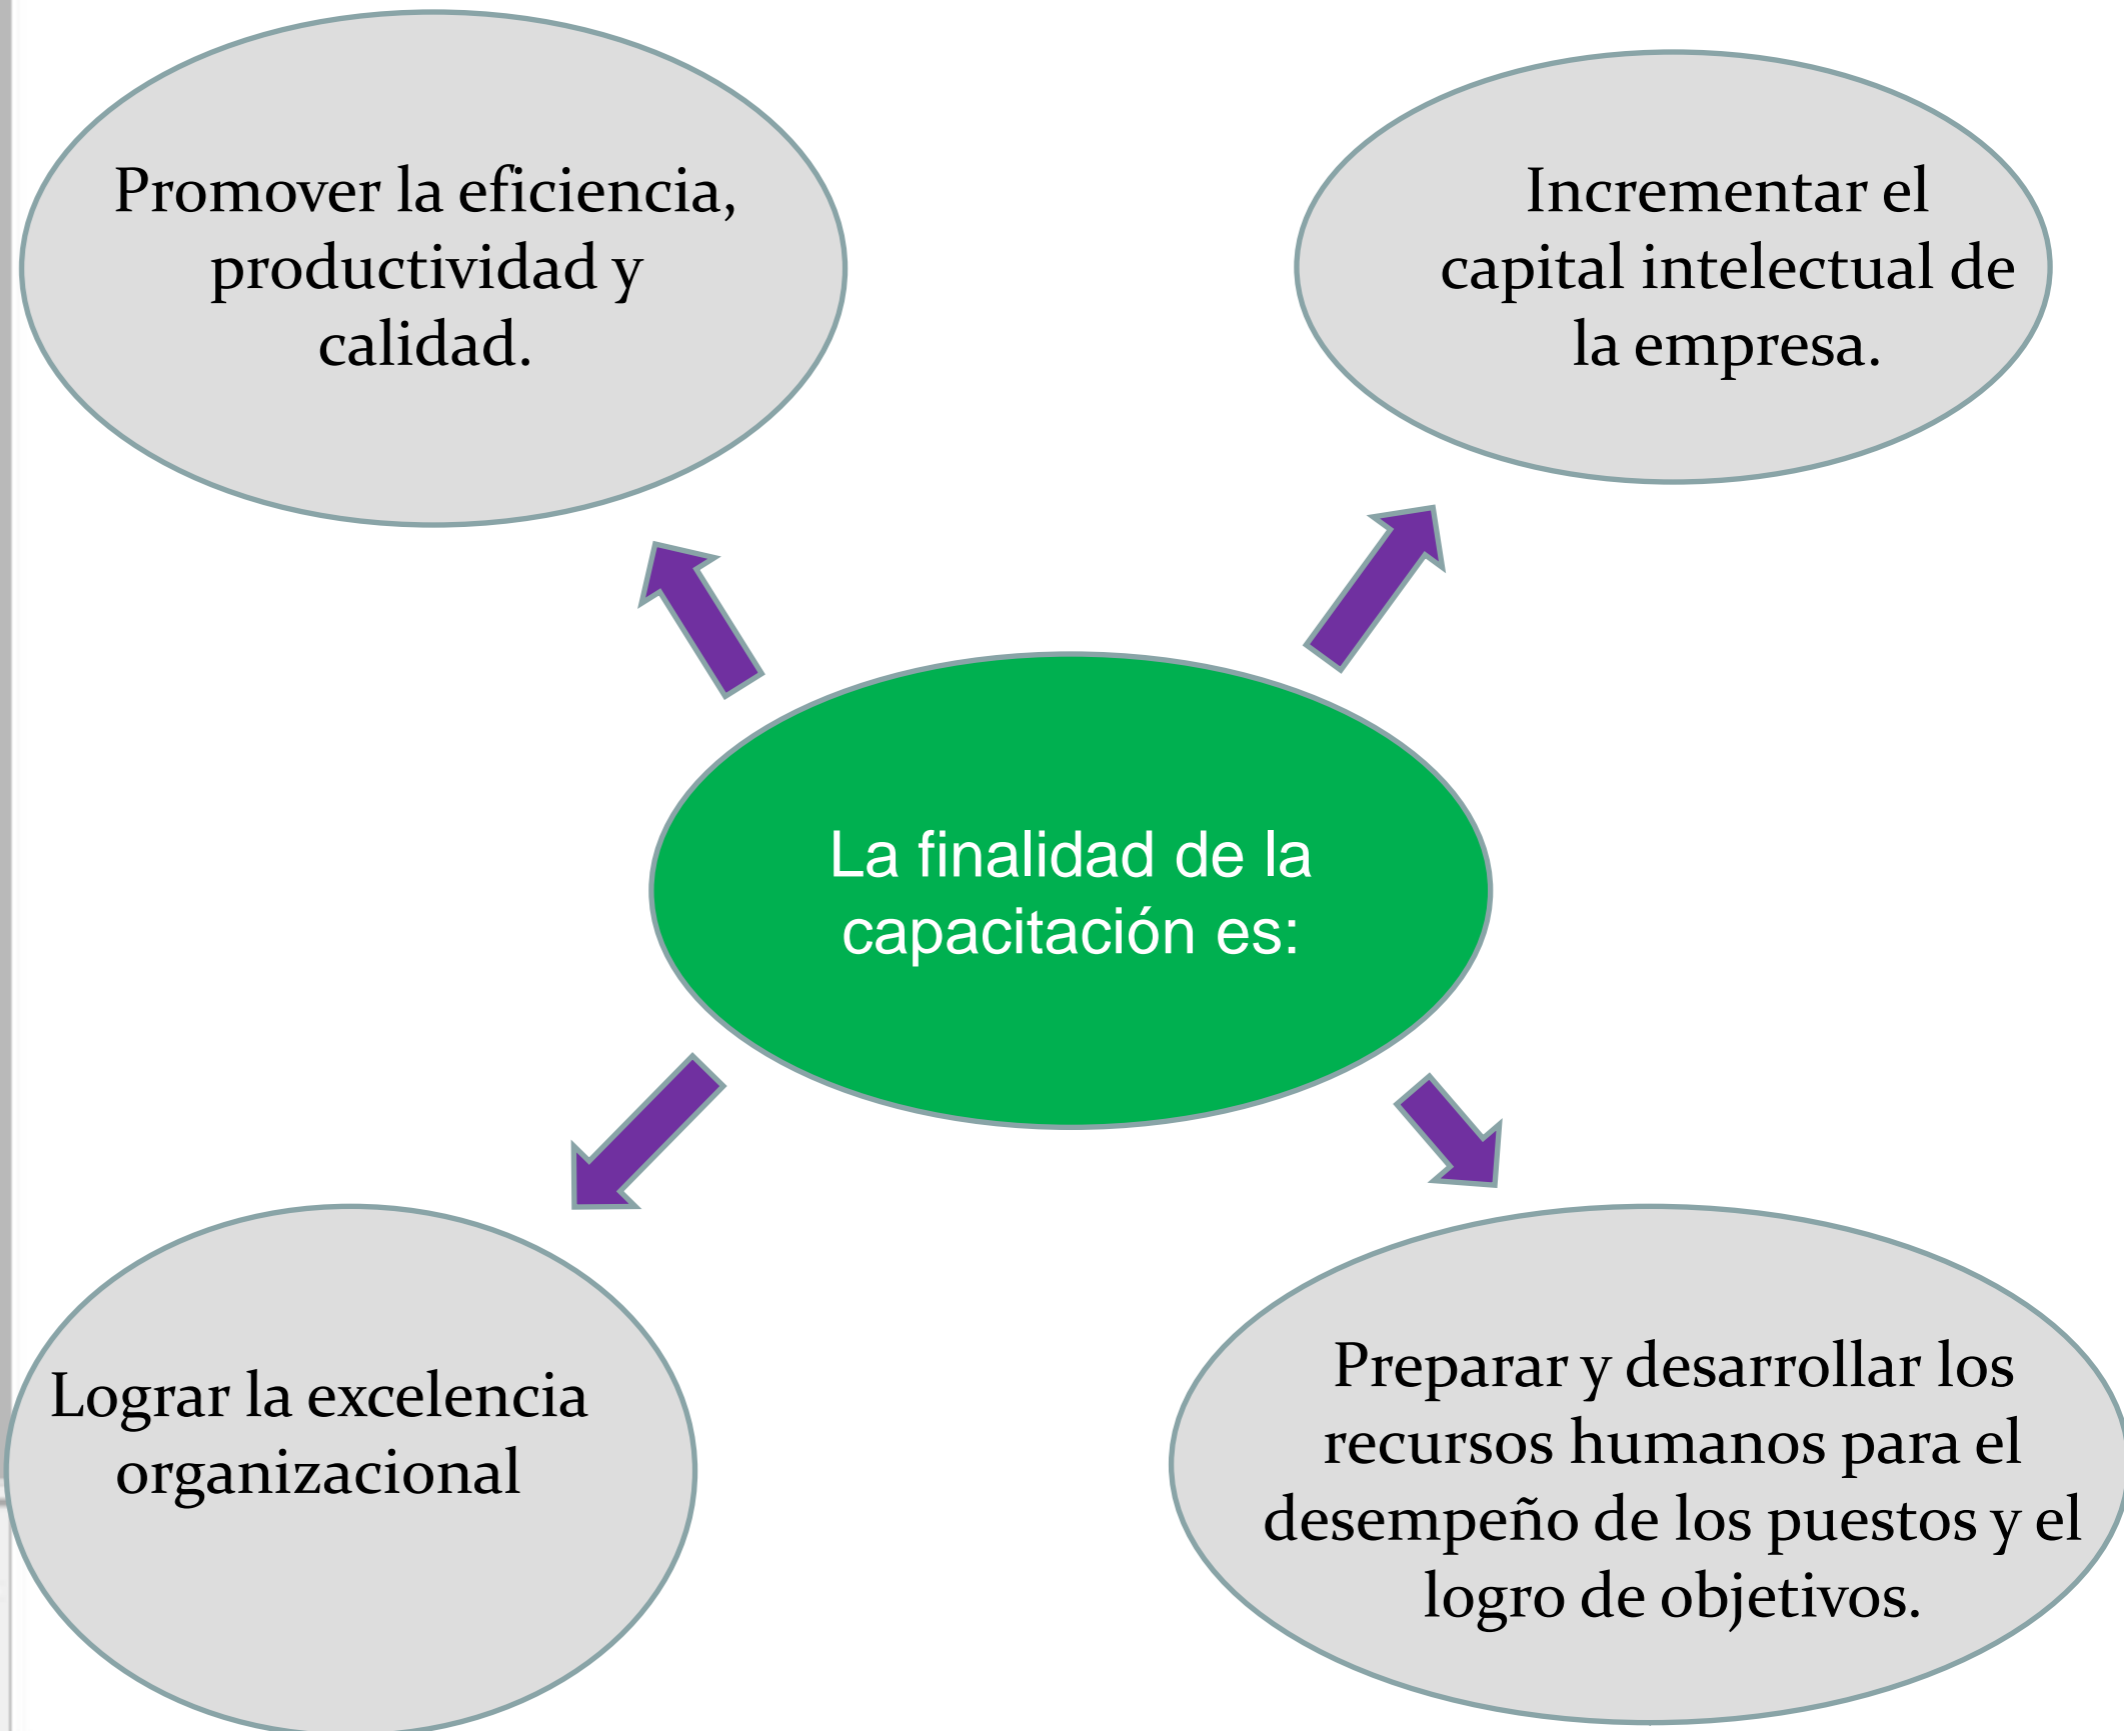 Promover la eficiencia,
productividad y
calidad.
Incrementar el
capital intelectual de
la empresa.
La finalidad de la
capacitación es:
Lograr la excelencia
organizacional
Preparar y desarrollar los
recursos humanos para el
desempeño de los puestos y el
logro de objetivos.